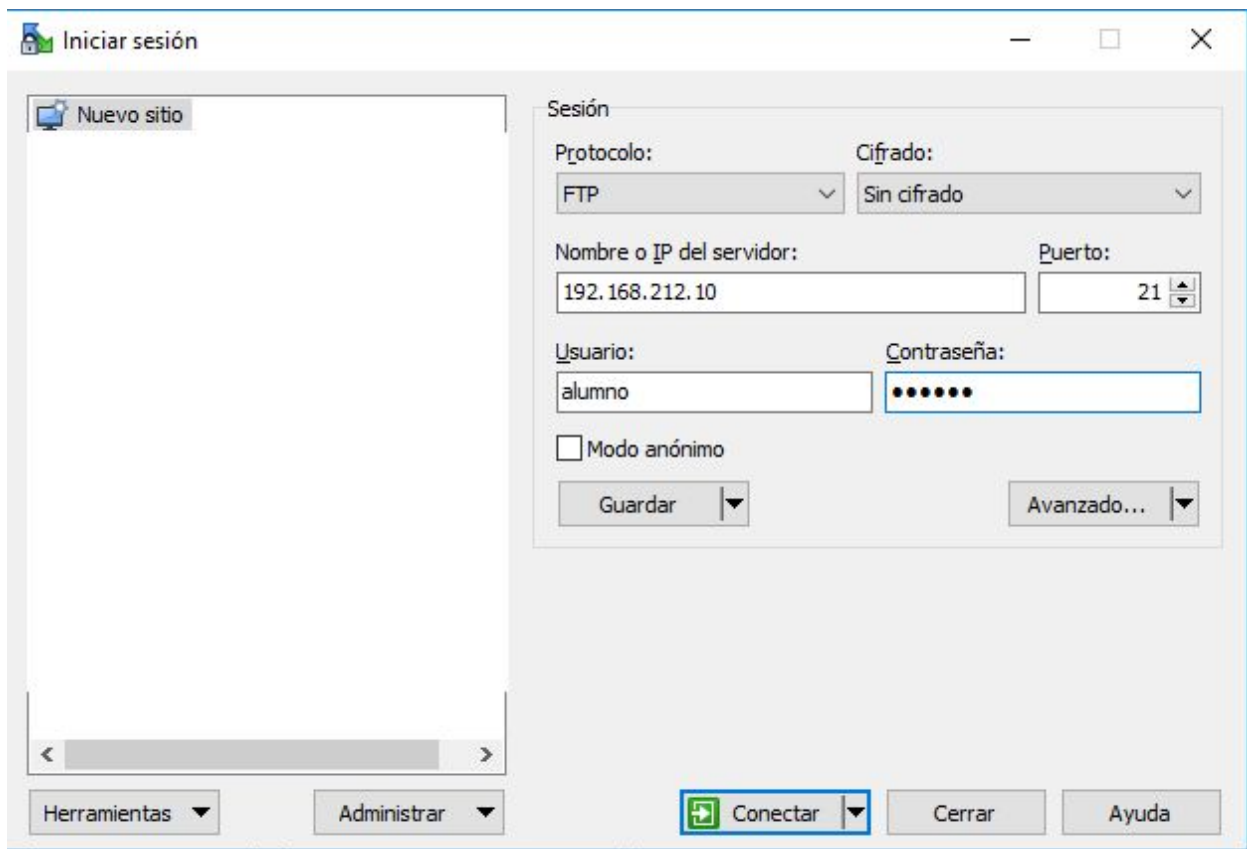 Iniciar sesión
Nuevo sitio
Sesión
Protocolo: Cifrado:
FTP Sin cifrado
Nombre o IP del servidor: Puerto:
192.168.212.10 21
Usuario: Contraseña:
alumno ●●●●●●
Modo anónimo
Guardar Avanzado...
Herramientas Administrar Conectar Cerrar Ayuda